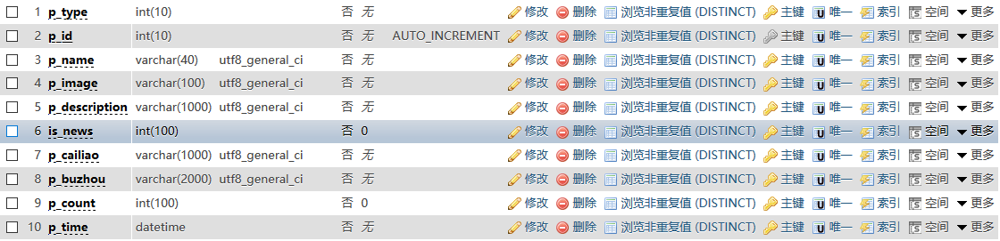 1 p_type int(10) 否 无 修改 删除 浏览非重复值 (DISTINCT) 主键 唯一 索引 空间 更多
2 p_id int(10) 否 无 AUTO_INCREMENT 修改 删除 浏览非重复值 (DISTINCT) 主键 唯一 索引 空间 更多
3 p_name varchar(40) utf8_general_ci 否 无 修改 删除 浏览非重复值 (DISTINCT) 主键 唯一 索引 空间 更多
4 p_image varchar(100) utf8_general_ci 否 无 修改 删除 浏览非重复值 (DISTINCT) 主键 唯一 索引 空间 更多
5 p_description varchar(1000) utf8_general_ci 否 无 修改 删除 浏览非重复值 (DISTINCT) 主键 唯一 索引 空间 更多
6 is_news int(100) 否 0 修改 删除 浏览非重复值 (DISTINCT) 主键 唯一 索引 空间 更多
7 p_cailiao varchar(1000) utf8_general_ci 否 无 修改 删除 浏览非重复值 (DISTINCT) 主键 唯一 索引 空间 更多
8 p_buzhou varchar(2000) utf8_general_ci 否 无 修改 删除 浏览非重复值 (DISTINCT) 主键 唯一 索引 空间 更多
9 p_count int(100) 否 0 修改 删除 浏览非重复值 (DISTINCT) 主键 唯一 索引 空间 更多
10 p_time datetime 否 无 修改 删除 浏览非重复值 (DISTINCT) 主键 唯一 索引 空间 更多